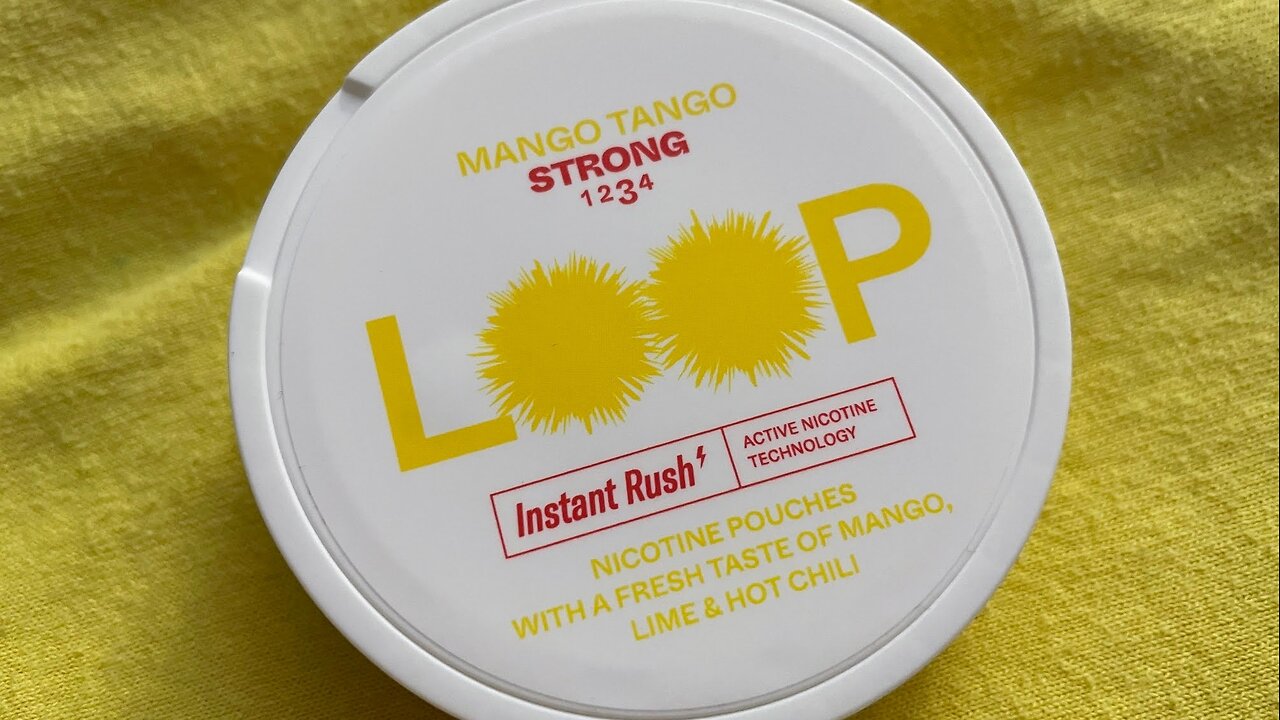 MANGO TANGO
STRONG
1234
LOOP
Instant Rush
ACTIVE NICOTINE
TECHNOLOGY
NICOTINE POUCHES
WITH A FRESH TASTE OF MANGO,
LIME & HOT CHILI